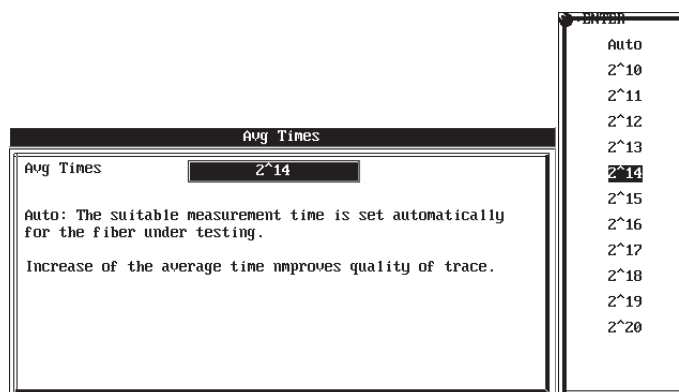 ENTER
Auto
2^10
2^11
2^12
2^13
2^14
2^15
2^16
2^17
2^18
2^19
2^20
Avg Times
Avg Times 2^14
Auto: The suitable measurement time is set automatically
for the fiber under testing.
Increase of the average time nmproves quality of trace.